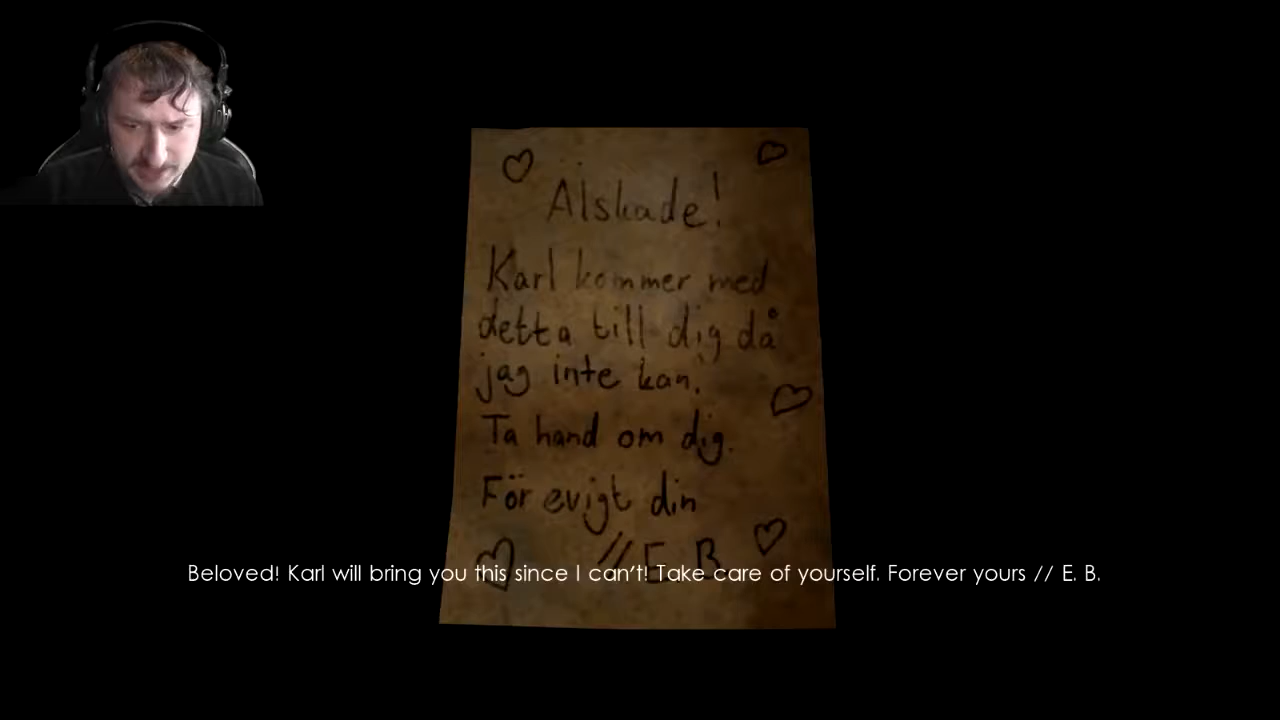 Älskade!
Karl kommer med
detta till dig då
jag inte kan.
Ta hand om dig.
För evigt din
// E. B
Beloved! Karl will bring you this since I can't! Take care of yourself. Forever yours // E. B.